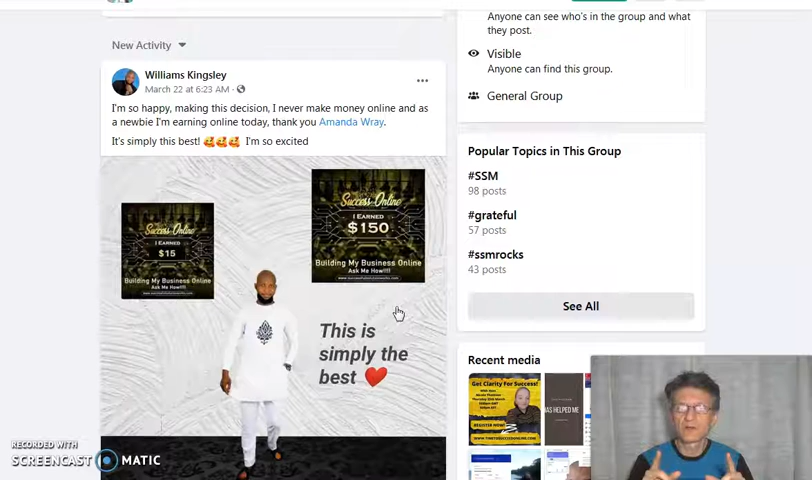 New Activity
Williams Kingsley
March 22 at 6:23 AM ·
I'm so happy, making this decision, I never make money online and as
a newbie I'm earning online today, thank you Amanda Wray.
It's simply this best! 🥰🥰🥰 I'm so excited
Success Online
I EARNED
$15
Building My Business Online
Ask Me How!!!
Success Online
I EARNED
$150
Building My Business Online
Ask Me How!!!
This is
simply the
best ❤️
RECORDED WITH
SCREENCAST MATIC
Anyone can see who's in the group and what
they post.
Visible
Anyone can find this group.
General Group
Popular Topics in This Group
#SSM
98 posts
#grateful
57 posts
#ssmrocks
43 posts
See All
Recent media
Get Clarity For Success!
REGISTER NOW
HAS HELPED ME